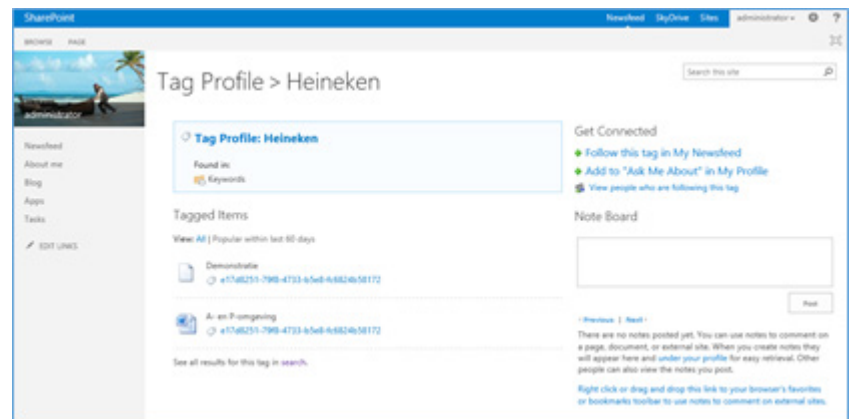 SharePoint
Newsfeed SkyDrive Sites administrator ?
BROWSE PAGE
Tag Profile > Heineken
Search this site
administrator
Newsfeed
About me
Blog
Apps
Tasks
EDIT LINKS
Tag Profile: Heineken
Found in:
Keywords
Tagged Items
View: All | Popular within last 60 days
Demonstratie
A- en P-omgeving
See all results for this tag in search.
Get Connected
Follow this tag in My Newsfeed
Add to "Ask Me About" in My Profile
View people who are following this tag
Note Board
Post
‹ Previous | Next ›
There are no notes posted yet. You can use notes to comment on
a page, document, or external site. When you create notes they
will appear here and under your profile for easy retrieval. Other
people can also view the notes you post.
Right click or drag and drop this link to your browser's favorites
or bookmarks toolbar to use notes to comment on external sites.